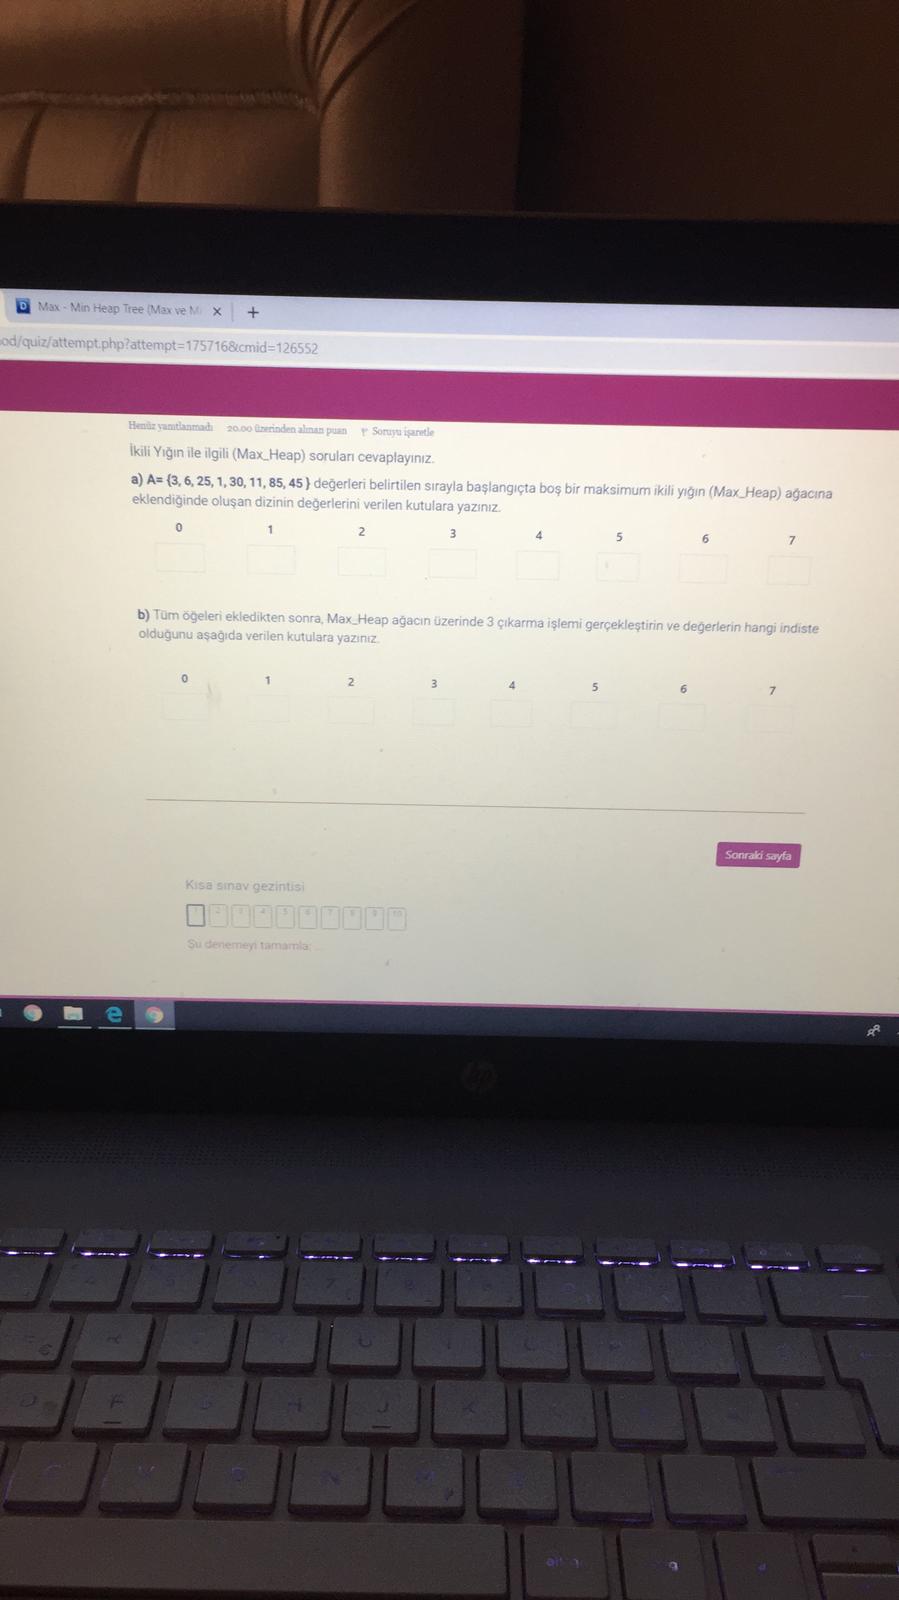 Max - Min Heap Tree (Max ve Mi
od/quiz/attempt.php?attempt=175716&cmid=126552
Henüz yanıtlanmadı 20.00 üzerinden alınan puan Soruyu işaretle
İkili Yığın ile ilgili (Max_Heap) soruları cevaplayınız.
a) A= {3, 6, 25, 1, 30, 11, 85, 45 } değerleri belirtilen sırayla başlangıçta boş bir maksimum ikili yığın (Max_Heap) ağacına
eklendiğinde oluşan dizinin değerlerini verilen kutulara yazınız.
0 1 2 3 4 5 6 7
b) Tüm öğeleri ekledikten sonra, Max_Heap ağacın üzerinde 3 çıkarma işlemi gerçekleştirin ve değerlerin hangi indiste
olduğunu aşağıda verilen kutulara yazınız.
0 1 2 3 4 5 6 7
Sonraki sayfa
Kısa sınav gezintisi
1 2 3 4 5 6 7 8 9 10
Şu denemeyi tamamla: ...
hp